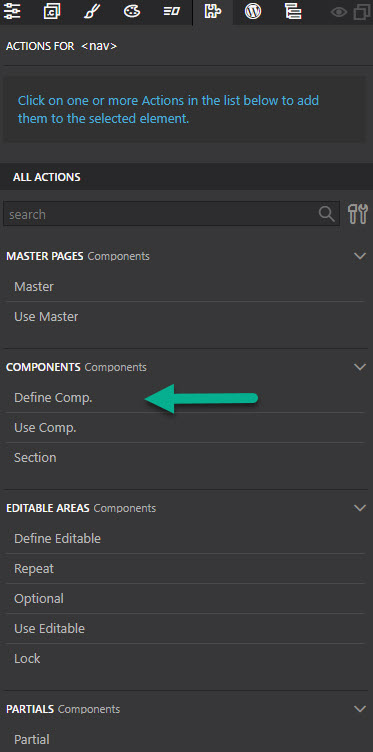 .c
ACTIONS FOR <nav>
Click on one or more Actions in the list below to add
them to the selected element.
ALL ACTIONS
search
MASTER PAGES Components
Master
Use Master
COMPONENTS Components
Define Comp.
Use Comp.
Section
EDITABLE AREAS Components
Define Editable
Repeat
Optional
Use Editable
Lock
PARTIALS Components
Partial